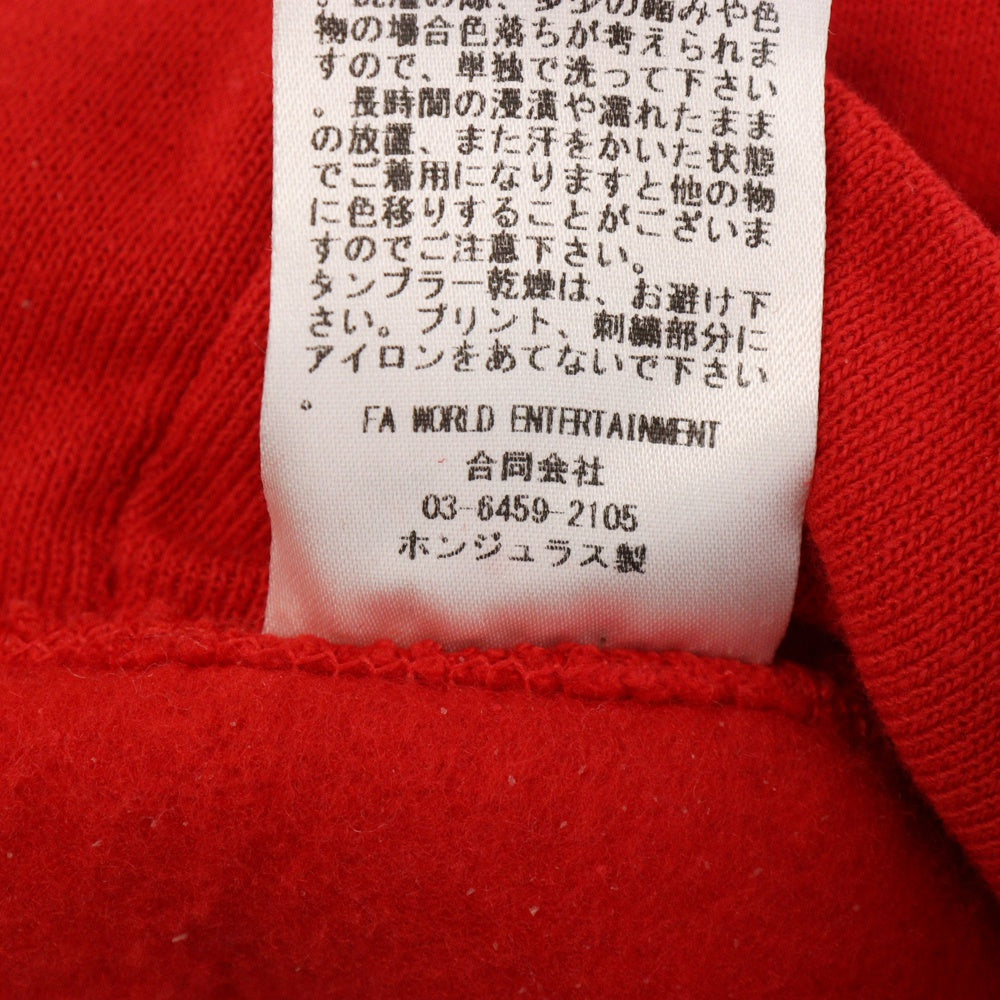 の縮みや色
物の場合色落ちが考えられま
すので、単独で洗って下さい
。長時間の浸漬や濡れたまま
の放置、また汗をかいた状態
でご着用になりますと他の物
に色移りすることがございま
すのでご注意下さい。
タンブラー乾燥は、お避け下
さい。プリント、刺繍部分に
アイロンをあてないで下さい
。
FA WORLD ENTERTAINMENT
合同会社
03-6459-2105
ホンジュラス製